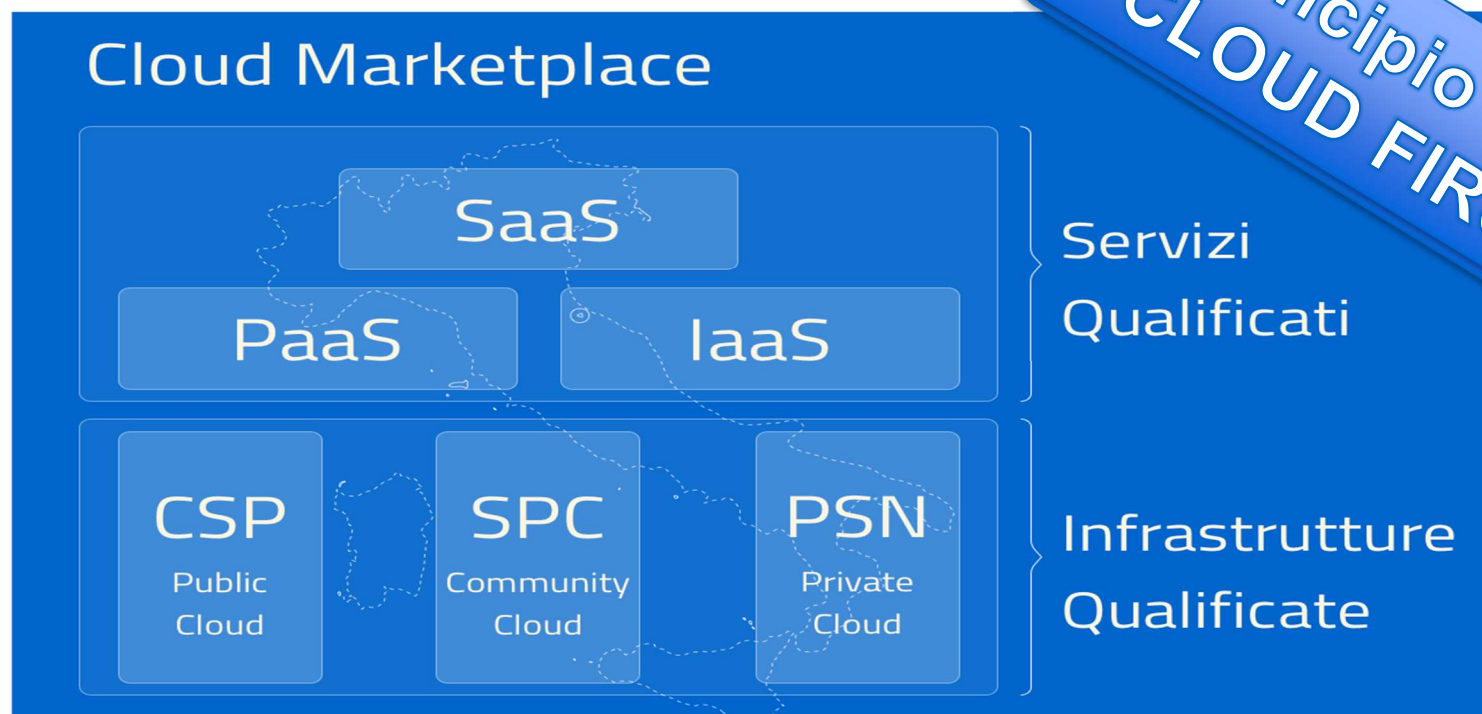 Cloud Marketplace
CLOUD
SaaS
PaaS
IaaS
Servizi
Qualificati
CSP
Public
Cloud
SPC
Community
Cloud
PSN
Private
Cloud
Infrastrutture
Qualificate